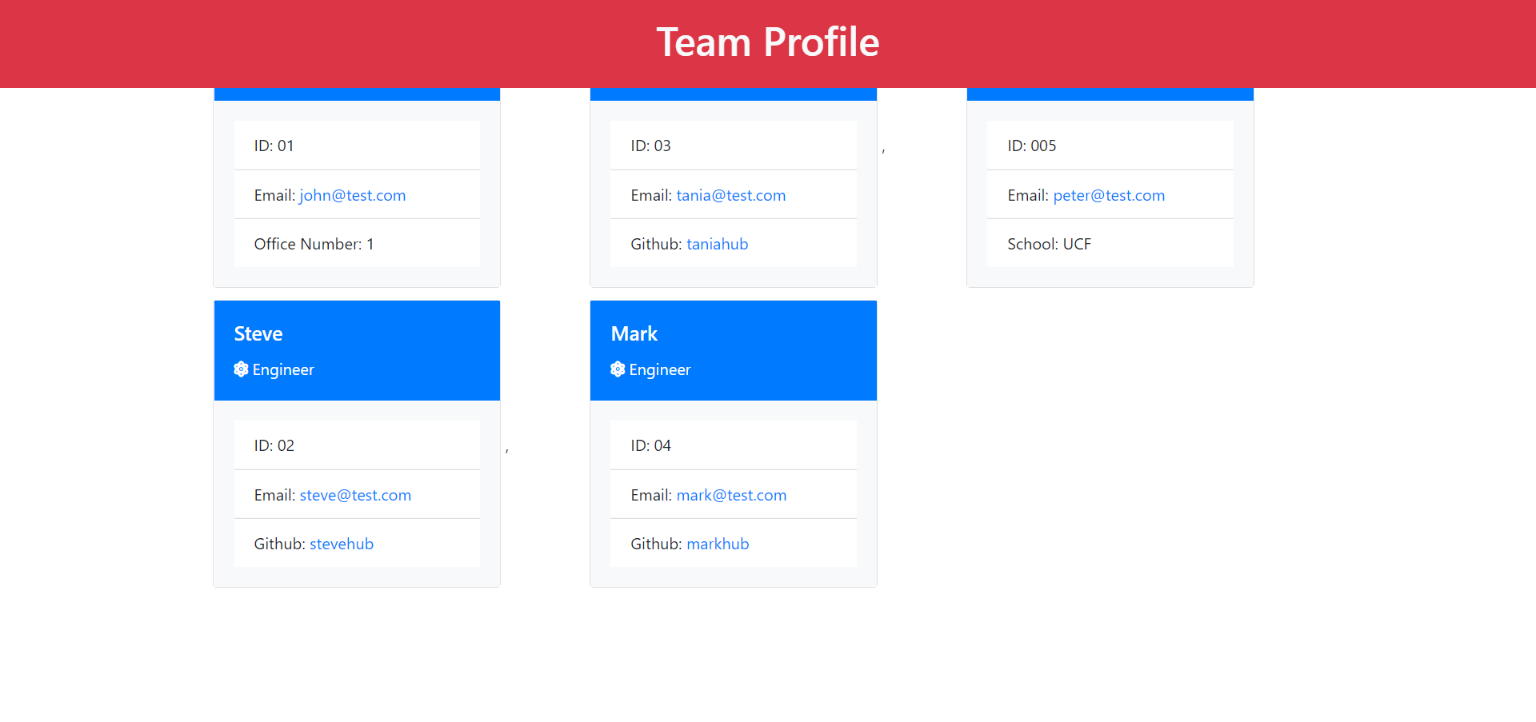 Team Profile
ID: 01
Email: john@test.com
Office Number: 1
ID: 03
Email: tania@test.com
Github: taniahub
,
ID: 005
Email: peter@test.com
School: UCF
Steve
Engineer
ID: 02
Email: steve@test.com
Github: stevehub
,
Mark
Engineer
ID: 04
Email: mark@test.com
Github: markhub